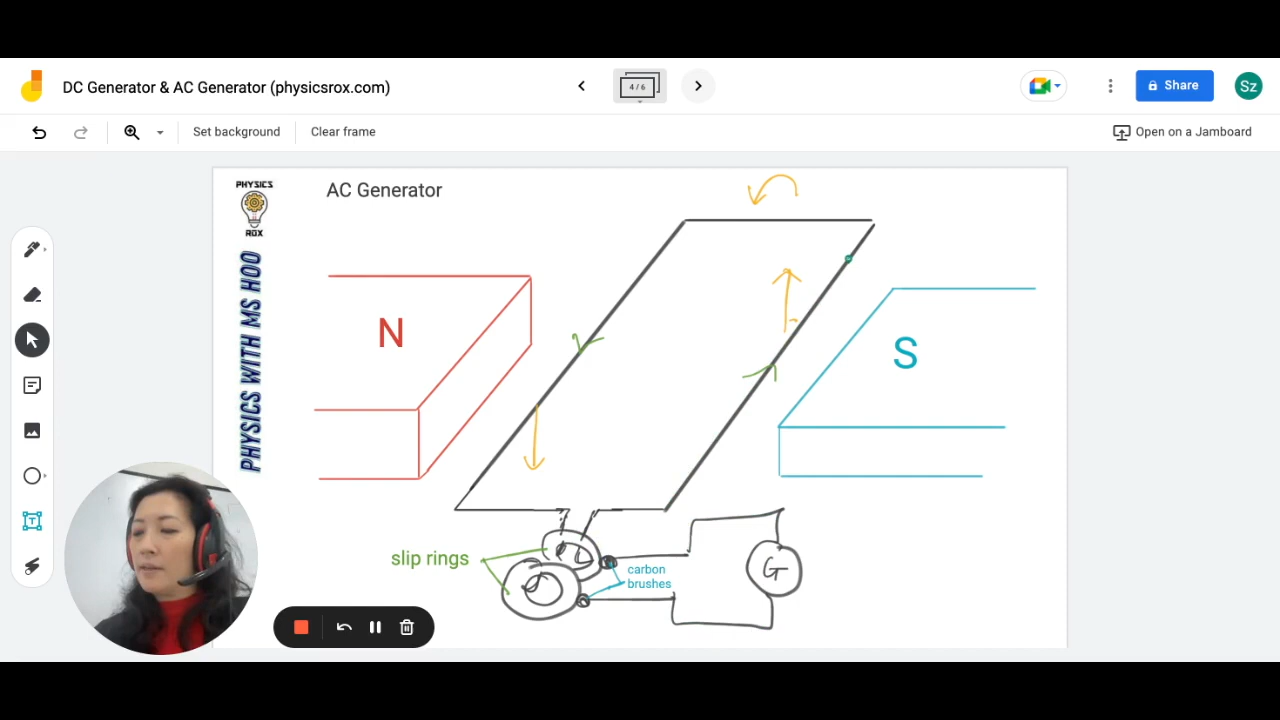 DC Generator & AC Generator (physicsrox.com)
4 / 6
Share
Sz
Set background
Clear frame
Open on a Jamboard
PHYSICS
ROX
PHYSICS WITH MS HOO
AC Generator
N
S
slip rings
carbon
brushes
G